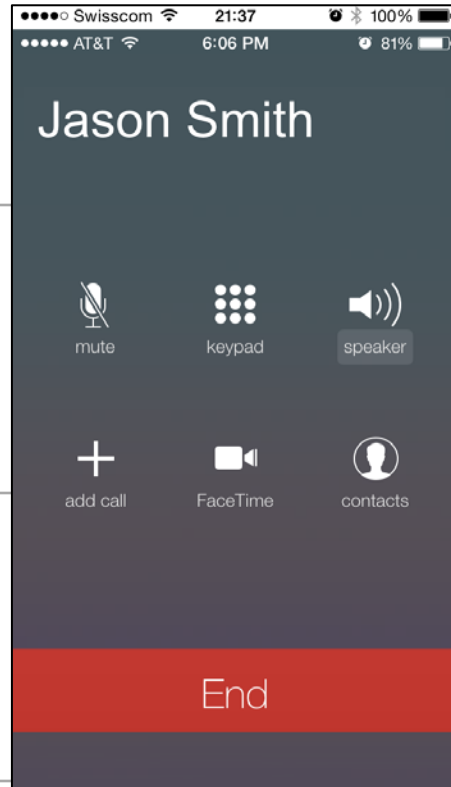 Swisscom 21:37 100%
AT&T 6:06 PM 81%
Jason Smith
mute keypad speaker
add call FaceTime contacts
End